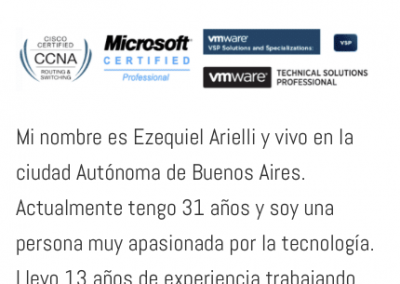 CISCO
CERTIFIED
CCNA
ROUTING &
SWITCHING
Microsoft
CERTIFIED
Professional
vmware
VSP Solutions and Specializations:
VSP
vmware TECHNICAL SOLUTIONS
PROFESSIONAL
Mi nombre es Ezequiel Arielli y vivo en la
ciudad Autónoma de Buenos Aires.
Actualmente tengo 31 años y soy una
persona muy apasionada por la tecnología.
Llevo 13 años de experiencia trabajando